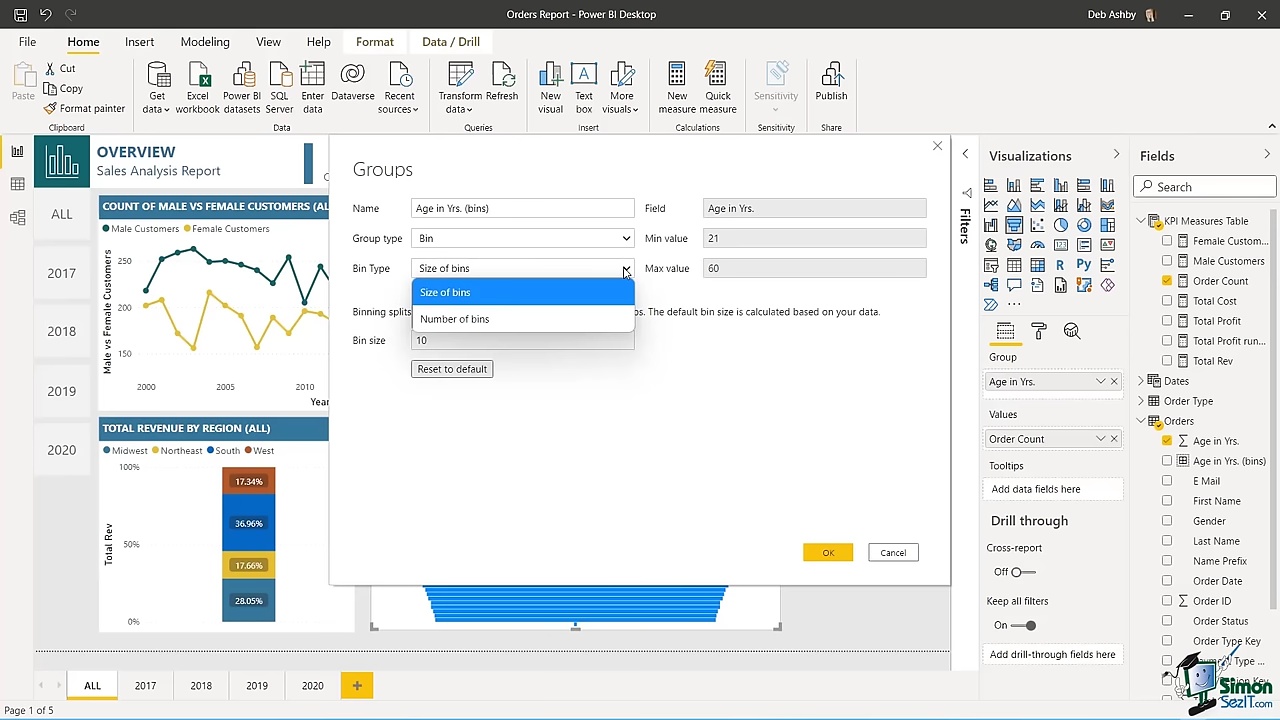 Orders Report - Power BI Desktop
Deb Ashby
File Home Insert Modeling View Help Format Data / Drill
Paste
Cut
Copy
Format painter
Clipboard
Get data
Excel workbook
Power BI datasets
SQL Server
Enter data
Dataverse
Recent sources
Data
Transform data
Refresh
Queries
New visual
Text box
More visuals
Insert
New measure
Quick measure
Calculations
Sensitivity
Sensitivity
Publish
Share
OVERVIEW
Sales Analysis Report
ALL
2017
2018
2019
2020
COUNT OF MALE VS FEMALE CUSTOMERS (AL
Male Customers Female Customers
Male vs Female Customers
250
200
150
2000 2005 2010
Year
TOTAL REVENUE BY REGION (ALL)
Midwest Northeast South West
Total Rev
100%
50%
0%
17.34%
36.96%
17.66%
28.05%
Groups
Name Age in Yrs. (bins) Field Age in Yrs.
Group type Bin Min value 21
Bin Type Size of bins Max value 60
Size of bins
Number of bins
Binning splits
s. The default bin size is calculated based on your data.
Bin size 10
Reset to default
OK Cancel
Filters
Visualizations
R Py
Group
Age in Yrs.
Values
Order Count
Tooltips
Add data fields here
Drill through
Cross-report
Off
Keep all filters
On
Add drill-through fields here
Fields
Search
KPI Measures Table
Female Custom...
Male Customers
Order Count
Total Cost
Total Profit
Total Profit run...
Total Rev
Dates
Order Type
Orders
Age in Yrs.
Age in Yrs. (bins)
E Mail
First Name
Gender
Last Name
Name Prefix
Order Date
Order ID
Order Status
Order Type Key
ALL 2017 2018 2019 2020 +
Page 1 of 5
Simon
SezIT.com